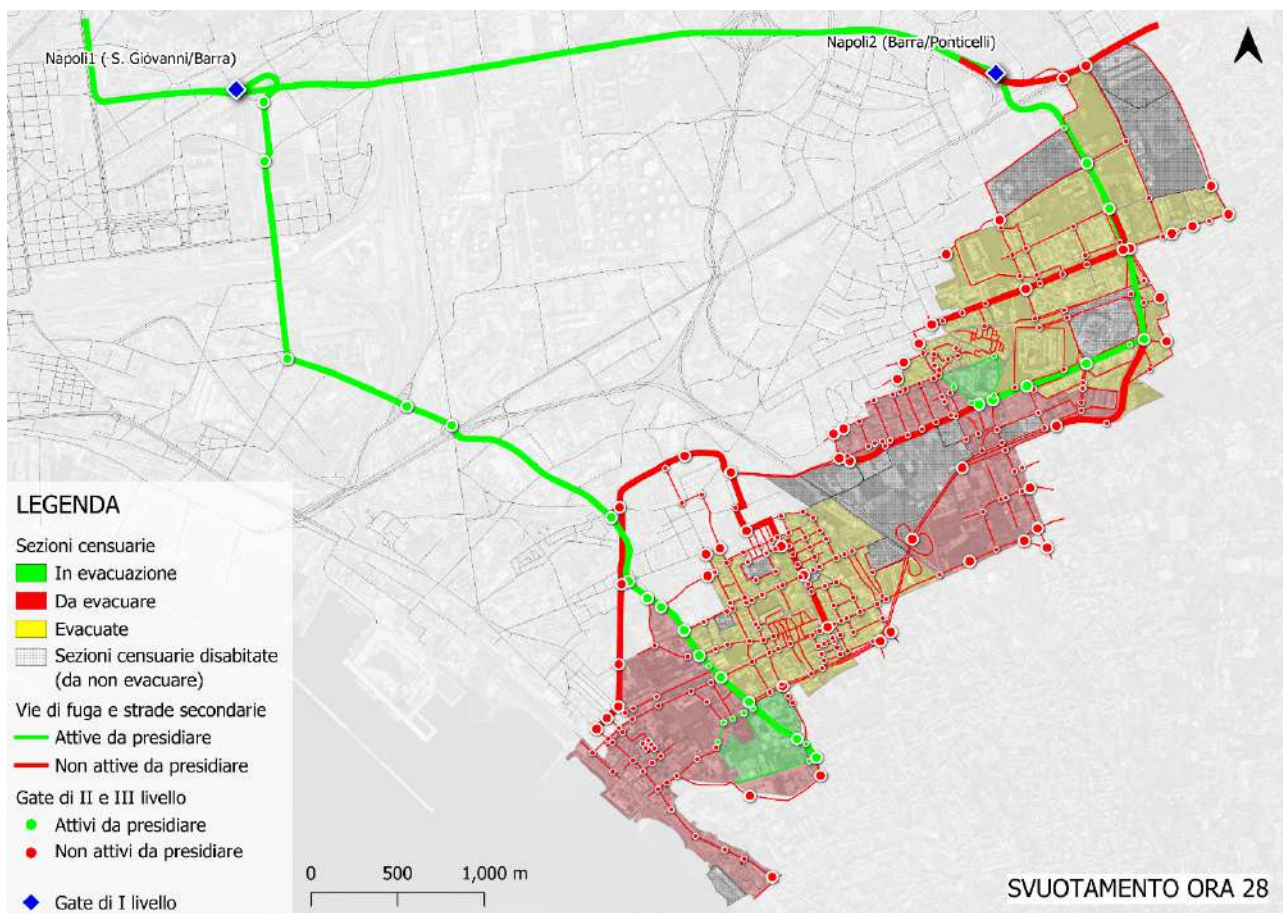 Napoli1 ( S. Giovanni/Barra)
Napoli2 (Barra/Ponticelli)
LEGENDA
Sezioni censuarie
In evacuazione
Da evacuare
Evacuate
Sezioni censuarie disabitate
(da non evacuare)
Vie di fuga e strade secondarie
Attive da presidiare
Non attive da presidiare
Gate di II e III livello
Attivi da presidiare
Non attivi da presidiare
Gate di I livello
0 500 1,000 m
SVUOTAMENTO ORA 28